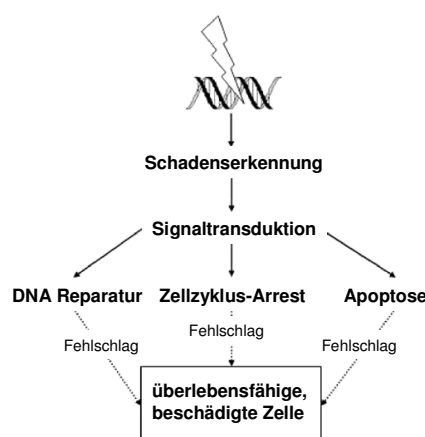 Schadenserkennung
Signaltransduktion
DNA Reparatur Zellzyklus-Arrest Apoptose
Fehlschlag Fehlschlag Fehlschlag
überlebensfähige,
beschädigte Zelle